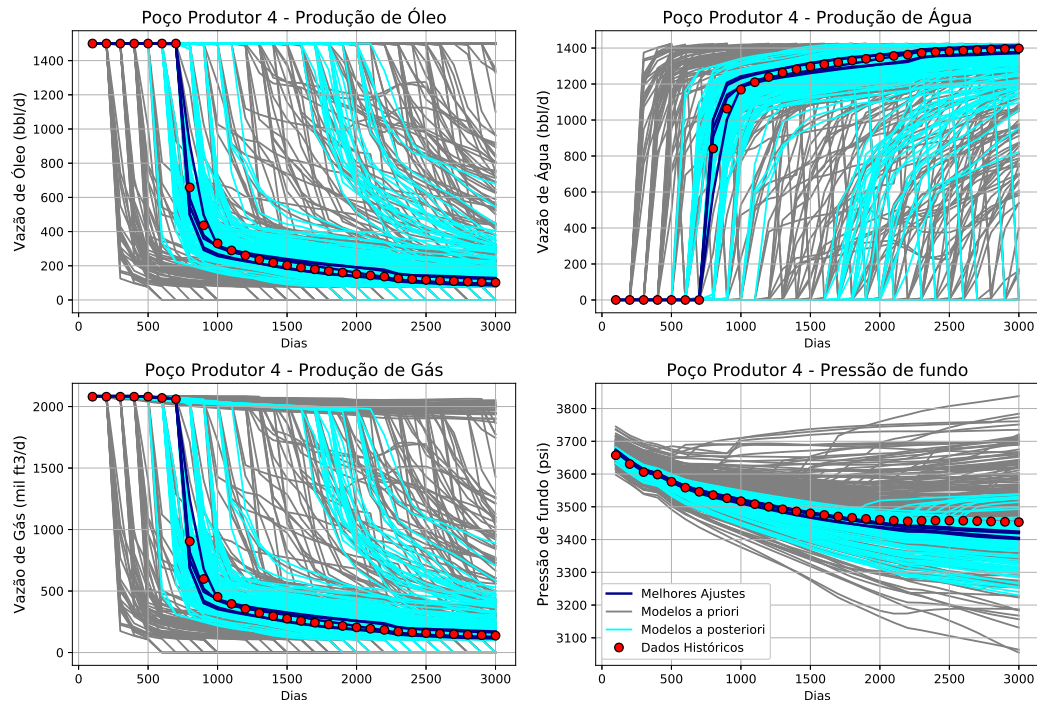 Poço Produtor 4 - Produção de Óleo
Vazão de Óleo (bbl/d)
1400
1200
1000
800
600
400
200
0
0 500 1000 1500 2000 2500 3000
Dias
Poço Produtor 4 - Produção de Água
Vazão de Água (bbl/d)
1400
1200
1000
800
600
400
200
0
0 500 1000 1500 2000 2500 3000
Dias
Poço Produtor 4 - Produção de Gás
Vazão de Gás (mil ft3/d)
2000
1500
1000
500
0
0 500 1000 1500 2000 2500 3000
Dias
Poço Produtor 4 - Pressão de fundo
Pressão de fundo (psi)
3800
3700
3600
3500
3400
3300
3200
3100
Melhores Ajustes
Modelos a priori
Modelos a posteriori
Dados Históricos
0 500 1000 1500 2000 2500 3000
Dias